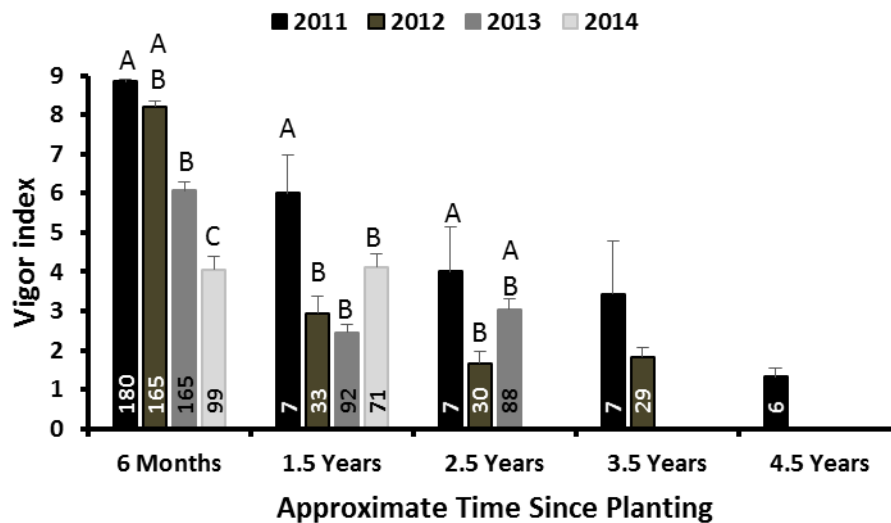 2011 2012 2013 2014
Vigor index
9
8
7
6
5
4
3
2
1
0
A
A
B
B
C
A
B
B
B
A
B
A
B
180
165
165
99
7
33
92
71
7
30
88
7
29
6
6 Months 1.5 Years 2.5 Years 3.5 Years 4.5 Years
Approximate Time Since Planting